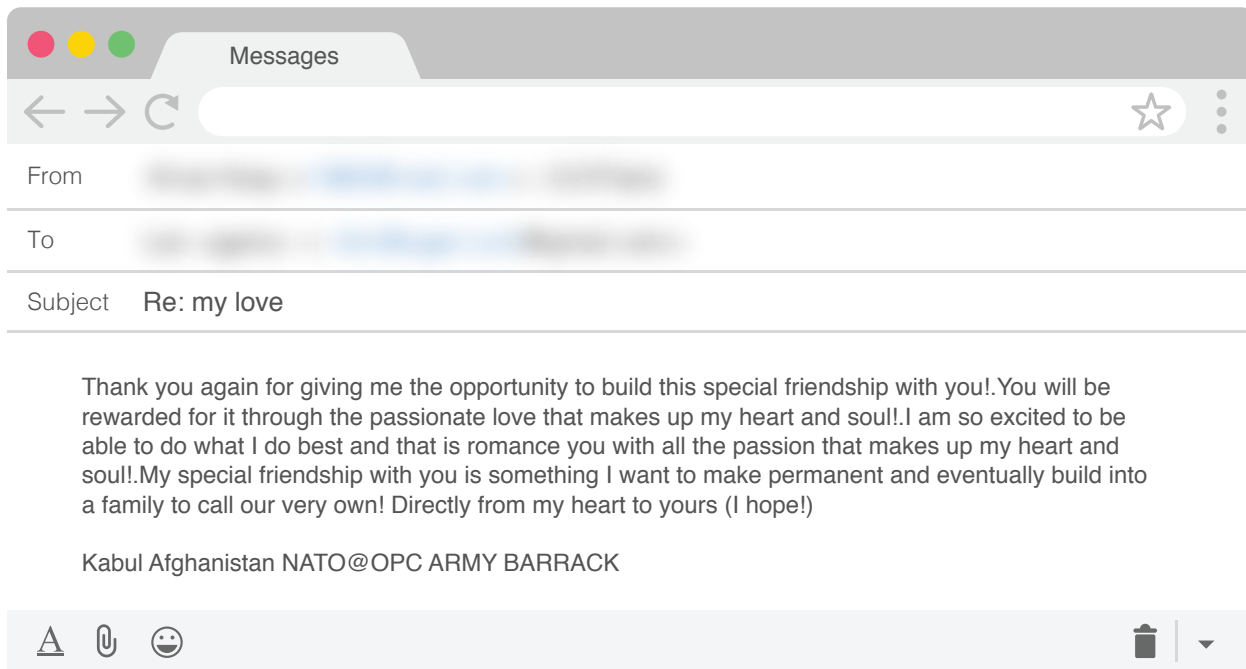 Messages
From
To
Subject Re: my love
Thank you again for giving me the opportunity to build this special friendship with you!.You will be
rewarded for it through the passionate love that makes up my heart and soul!.I am so excited to be
able to do what I do best and that is romance you with all the passion that makes up my heart and
soul!.My special friendship with you is something I want to make permanent and eventually build into
a family to call our very own! Directly from my heart to yours (I hope!)
Kabul Afghanistan NATO@OPC ARMY BARRACK
A